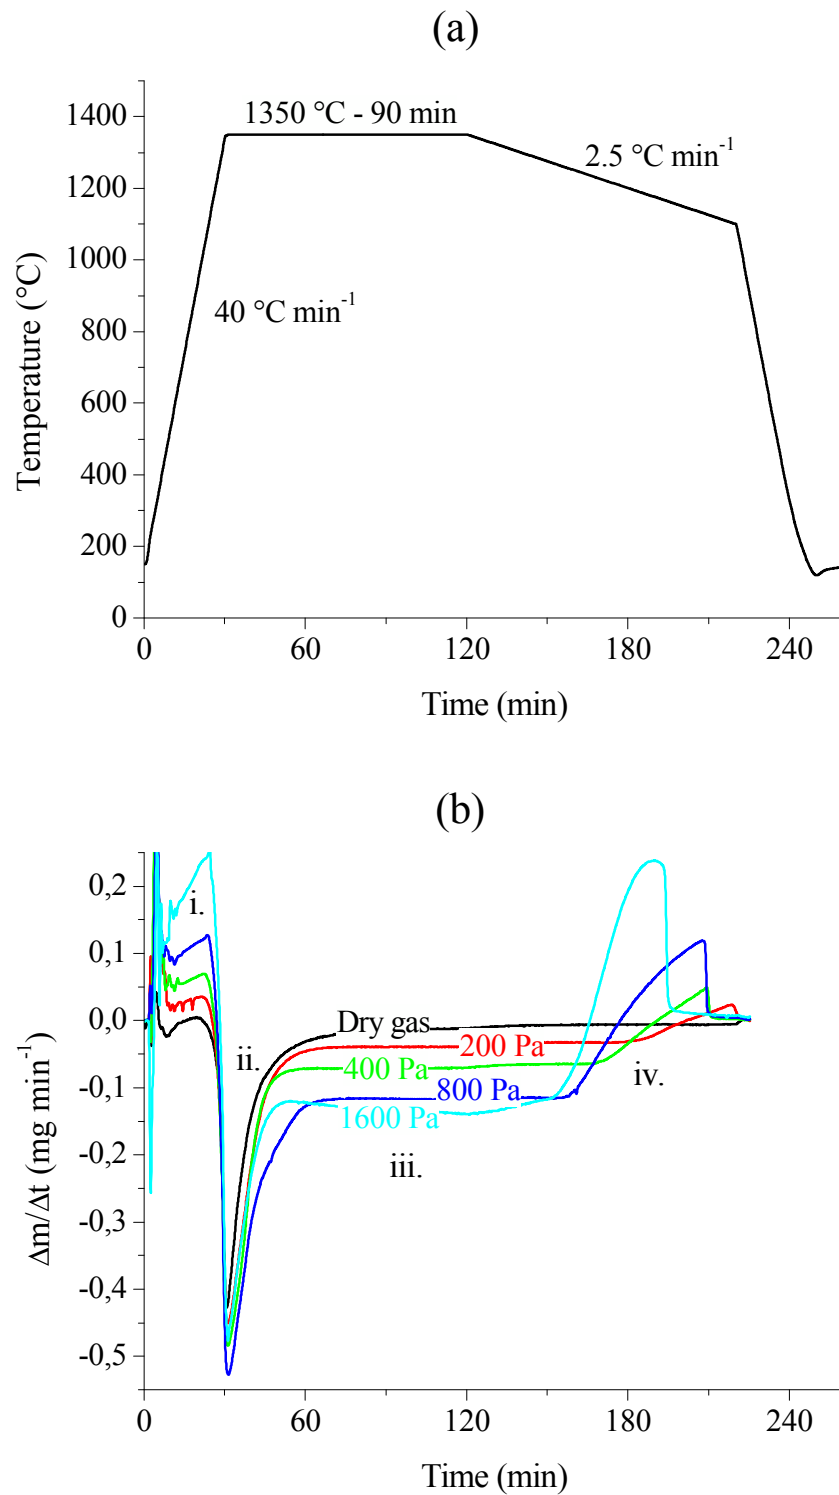 (a)
1400
1200
1000
800
600
400
200
0
Temperature (°C)
1350 °C - 90 min
2.5 °C min⁻¹
40 °C min⁻¹
0
60
120
180
240
Time (min)
(b)
0,2
0,1
0,0
-0,1
-0,2
-0,3
-0,4
-0,5
Δm/Δt (mg min⁻¹)
i.
ii.
Dry gas
200 Pa
400 Pa
iv.
800 Pa
1600 Pa
iii.
0
60
120
180
240
Time (min)